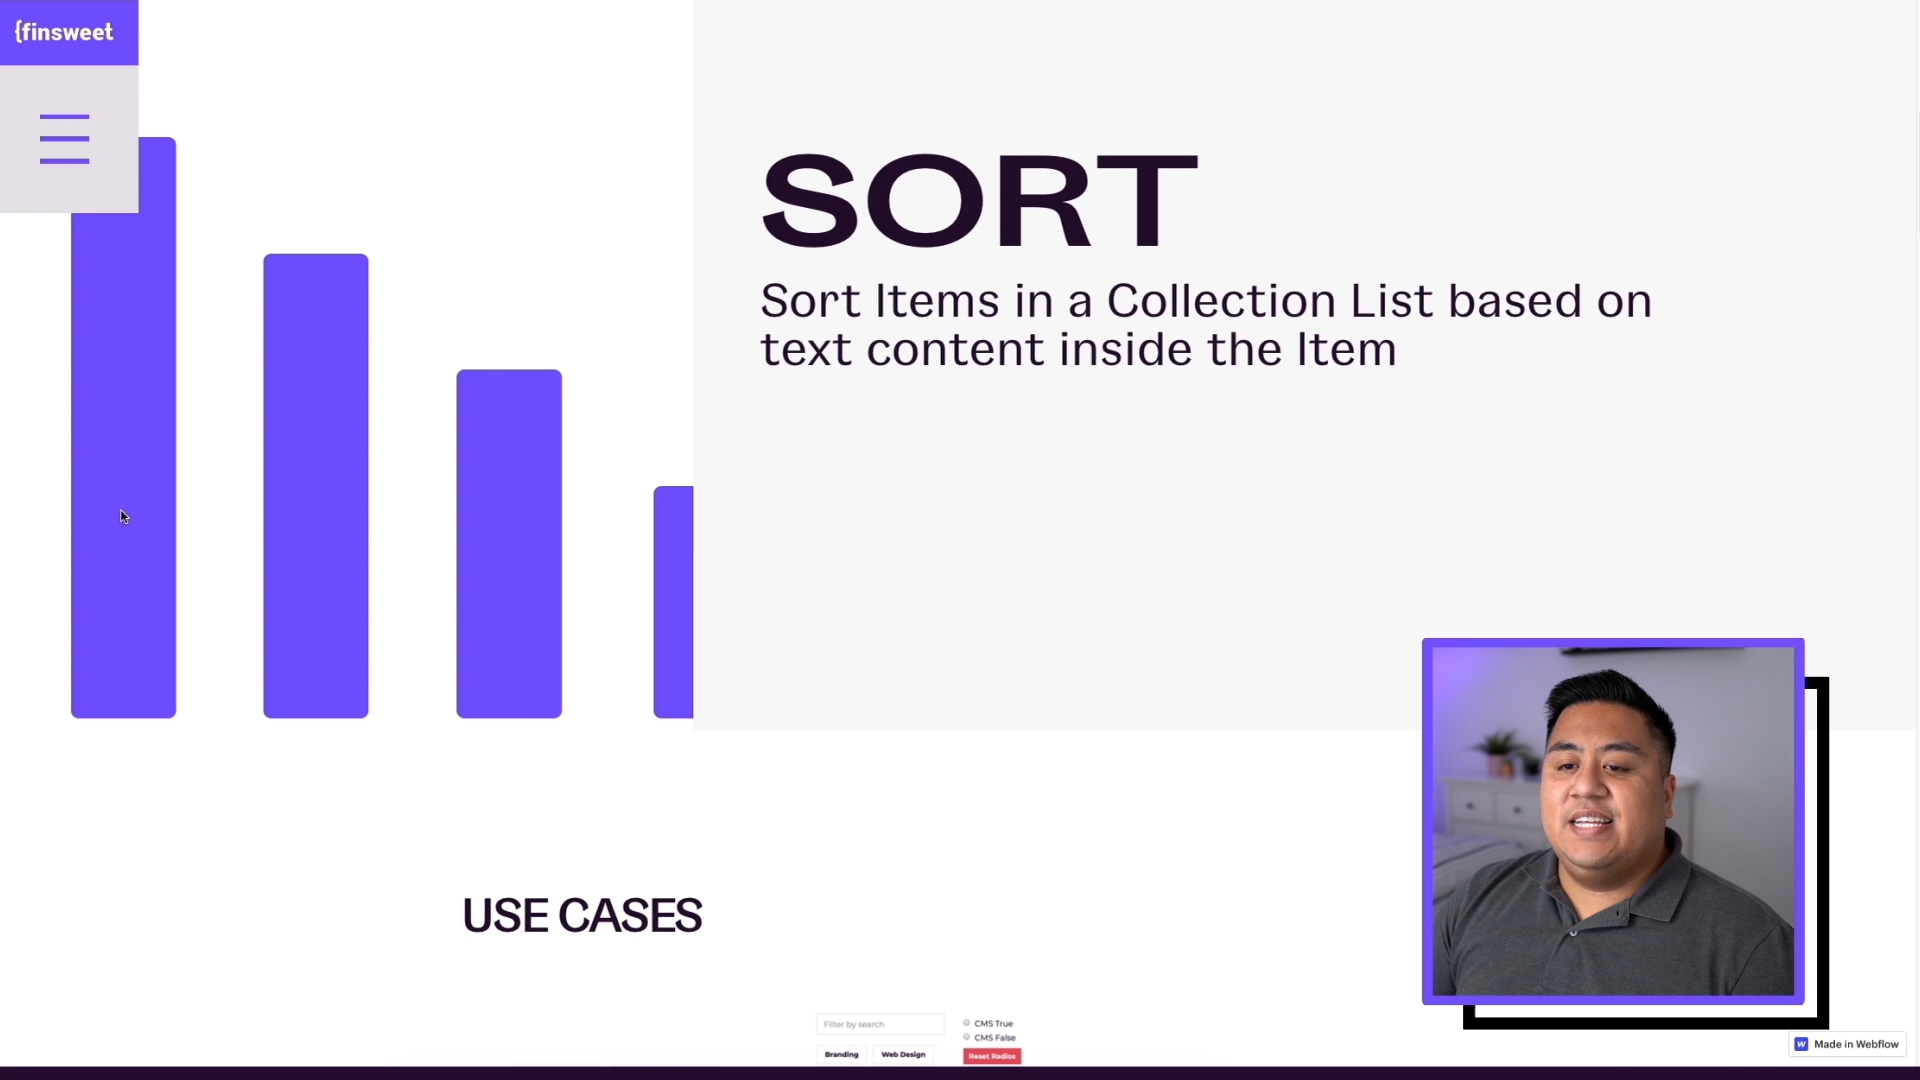 {finsweet
SORT
Sort Items in a Collection List based on
text content inside the Item
USE CASES
Filter by search
CMS True
CMS False
Branding
Web Design
Reset Radios
W
Made in Webflow